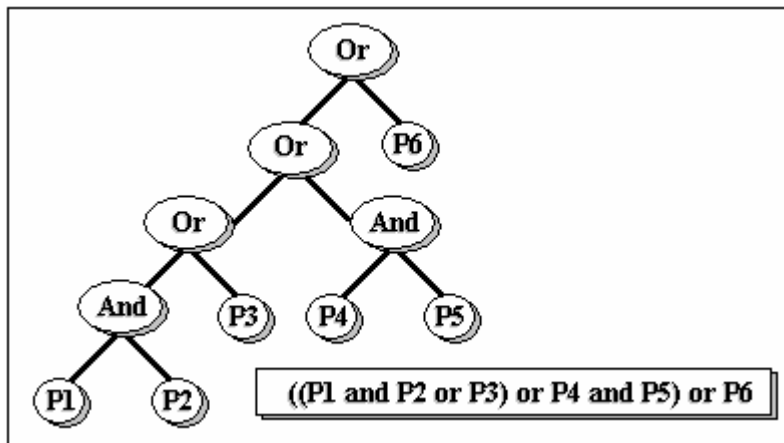 Or
Or P6
Or And
And P3 P4 P5
P1 P2
((P1 and P2 or P3) or P4 and P5) or P6